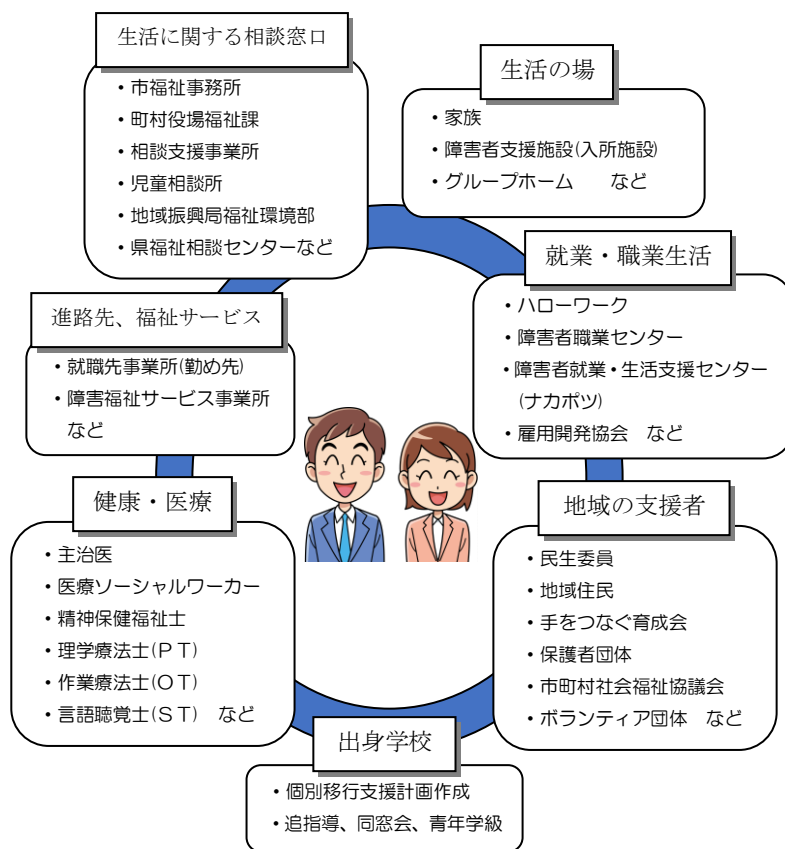 生活に関する相談窓口
・市福祉事務所
・町村役場福祉課
・相談支援事業所
・児童相談所
・地域振興局福祉環境部
・県福祉相談センターなど
生活の場
・家族
・障害者支援施設(入所施設)
・グループホーム　など
就業・職業生活
・ハローワーク
・障害者職業センター
・障害者就業・生活支援センター
(ナカポツ)
・雇用開発協会　など
進路先、福祉サービス
・就職先事業所(勤め先)
・障害福祉サービス事業所
など
健康・医療
・主治医
・医療ソーシャルワーカー
・精神保健福祉士
・理学療法士(ＰＴ)
・作業療法士(ＯＴ)
・言語聴覚士(ＳＴ)　など
地域の支援者
・民生委員
・地域住民
・手をつなぐ育成会
・保護者団体
・市町村社会福祉協議会
・ボランティア団体　など
出身学校
・個別移行支援計画作成
・追指導、同窓会、青年学級